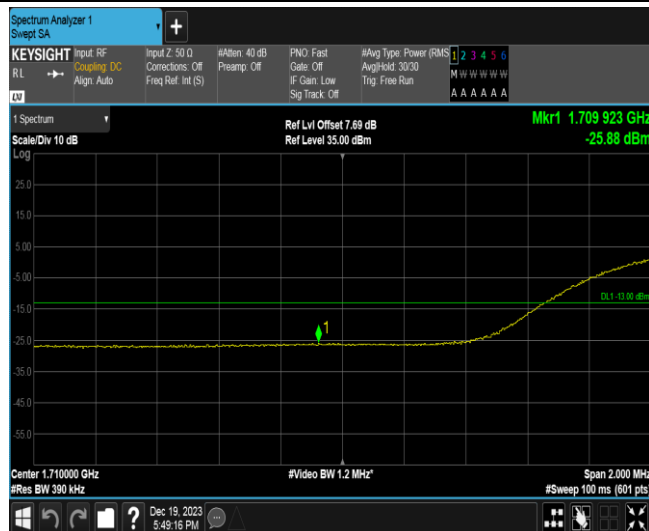 Spectrum Analyzer 1
Swept SA
+
KEYSIGHT
RL
LXI
Input: RF
Coupling: DC
Align: Auto
Input Z: 50 Ω
Corrections: Off
Freq Ref: Int (S)
#Atten: 40 dB
Preamp: Off
PNO: Fast
Gate: Off
IF Gain: Low
Sig Track: Off
#Avg Type: Power (RMS
Avg|Hold: 30/30
Trig: Free Run
1 2 3 4 5 6
M W W W W W
A A A A A A
1 Spectrum
Scale/Div 10 dB
Ref Lvl Offset 7.69 dB
Ref Level 35.00 dBm
Mkr1 1.709 923 GHz
-25.88 dBm
Log
25.0
15.0
5.00
-5.00
DL1 -13.00 dBm
-15.0
1
-25.0
-35.0
-45.0
-55.0
Center 1.710000 GHz
#Res BW 390 kHz
#Video BW 1.2 MHz*
Span 2.000 MHz
#Sweep 100 ms (601 pts)
?
Dec 19, 2023
5:49:16 PM